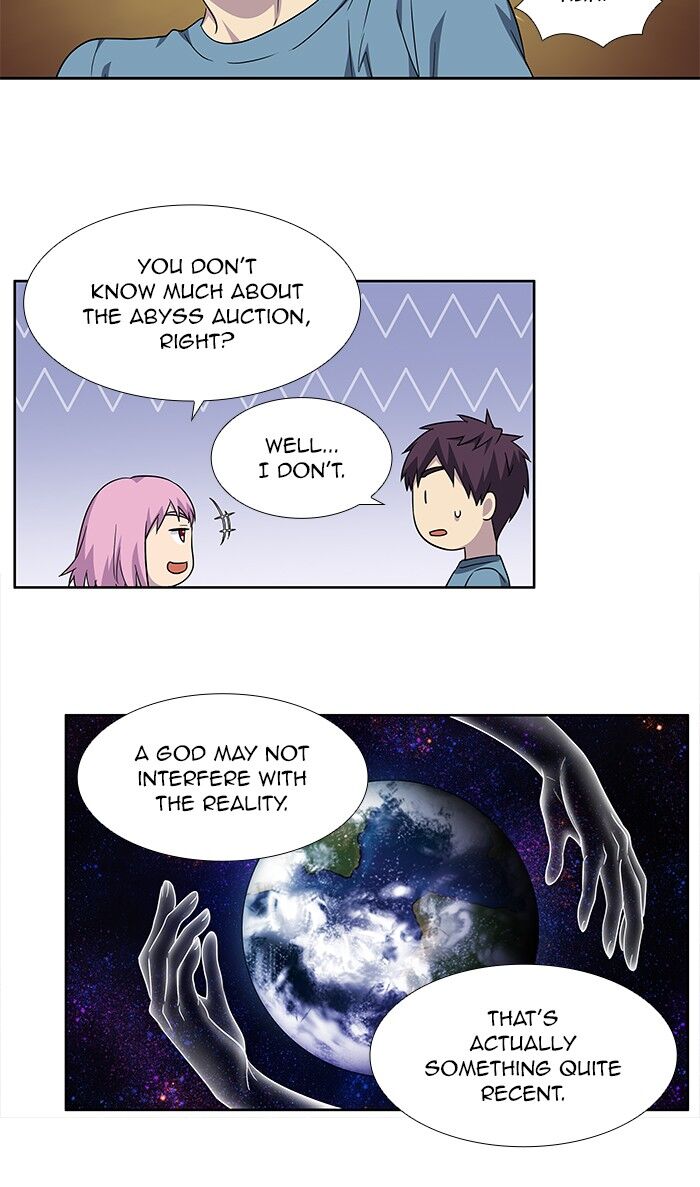 YOU DON'T
KNOW MUCH ABOUT
THE ABYSS AUCTION,
RIGHT?
WELL...
I DON'T.
A GOD MAY NOT
INTERFERE WITH
THE REALITY.
THAT'S
ACTUALLY
SOMETHING QUITE
RECENT.